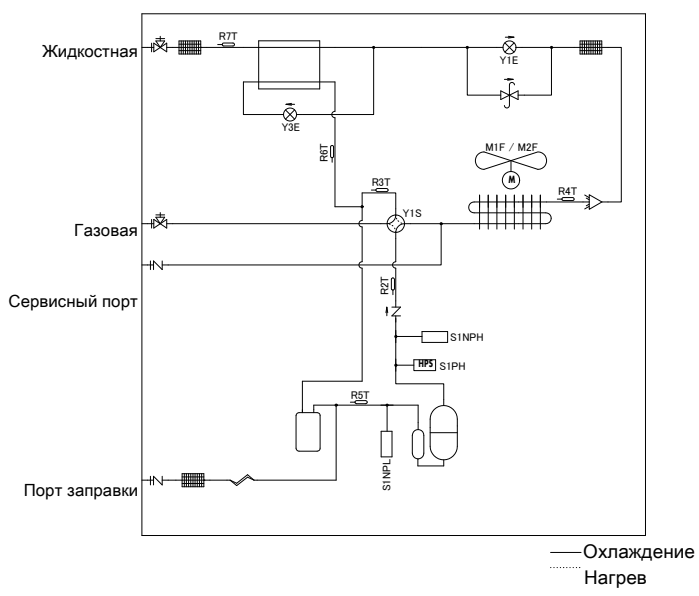 R7T
Жидкостная
Y1E
Y3E
R6T
M1F / M2F
M
R3T
R4T
Y1S
Газовая
R2T
Сервисный порт
S1NPH
HPS S1PH
R5T
S1NPL
Порт заправки
Охлаждение
Нагрев